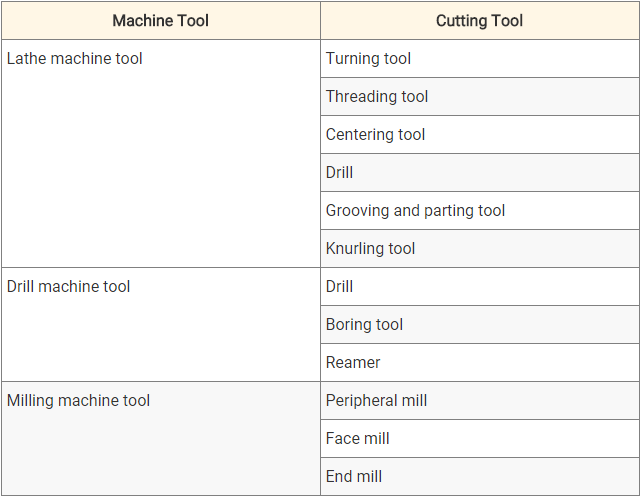 Machine Tool Cutting Tool
Lathe machine tool Turning tool
Threading tool
Centering tool
Drill
Grooving and parting tool
Knurling tool
Drill machine tool Drill
Boring tool
Reamer
Milling machine tool Peripheral mill
Face mill
End mill